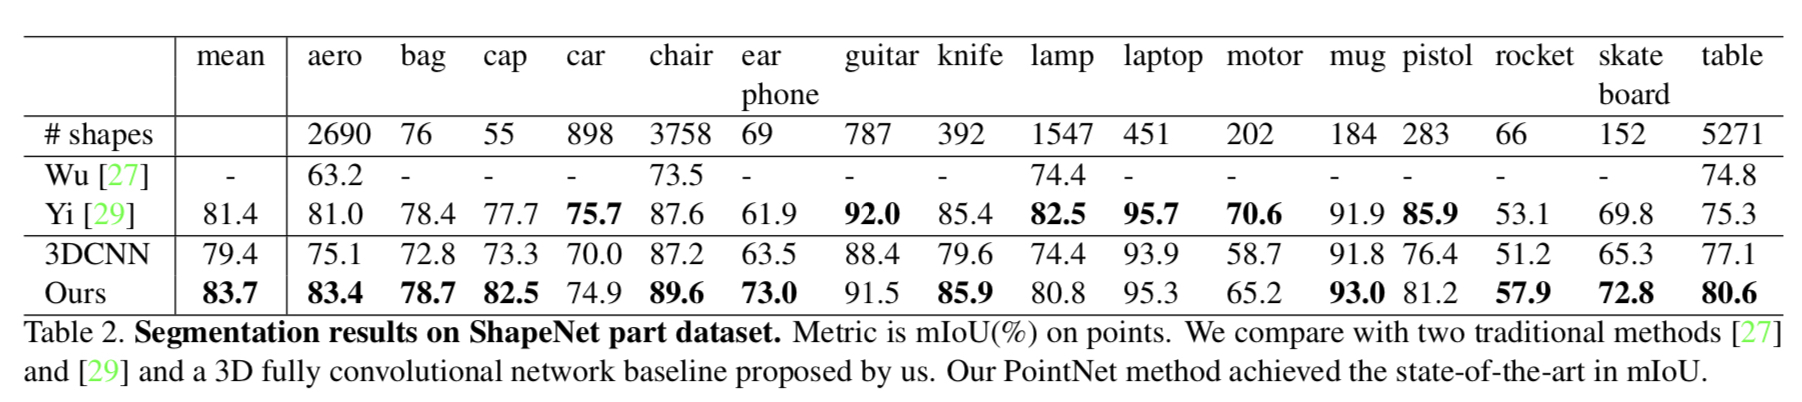 mean aero bag cap car chair ear guitar knife lamp laptop motor mug pistol rocket skate table
phone board
# shapes 2690 76 55 898 3758 69 787 392 1547 451 202 184 283 66 152 5271
Wu [27] - 63.2 - - - 73.5 - - - 74.4 - - - - - - 74.8
Yi [29] 81.4 81.0 78.4 77.7 75.7 87.6 61.9 92.0 85.4 82.5 95.7 70.6 91.9 85.9 53.1 69.8 75.3
3DCNN 79.4 75.1 72.8 73.3 70.0 87.2 63.5 88.4 79.6 74.4 93.9 58.7 91.8 76.4 51.2 65.3 77.1
Ours 83.7 83.4 78.7 82.5 74.9 89.6 73.0 91.5 85.9 80.8 95.3 65.2 93.0 81.2 57.9 72.8 80.6
Table 2. Segmentation results on ShapeNet part dataset. Metric is mIoU(%) on points. We compare with two traditional methods [27]
and [29] and a 3D fully convolutional network baseline proposed by us. Our PointNet method achieved the state-of-the-art in mIoU.